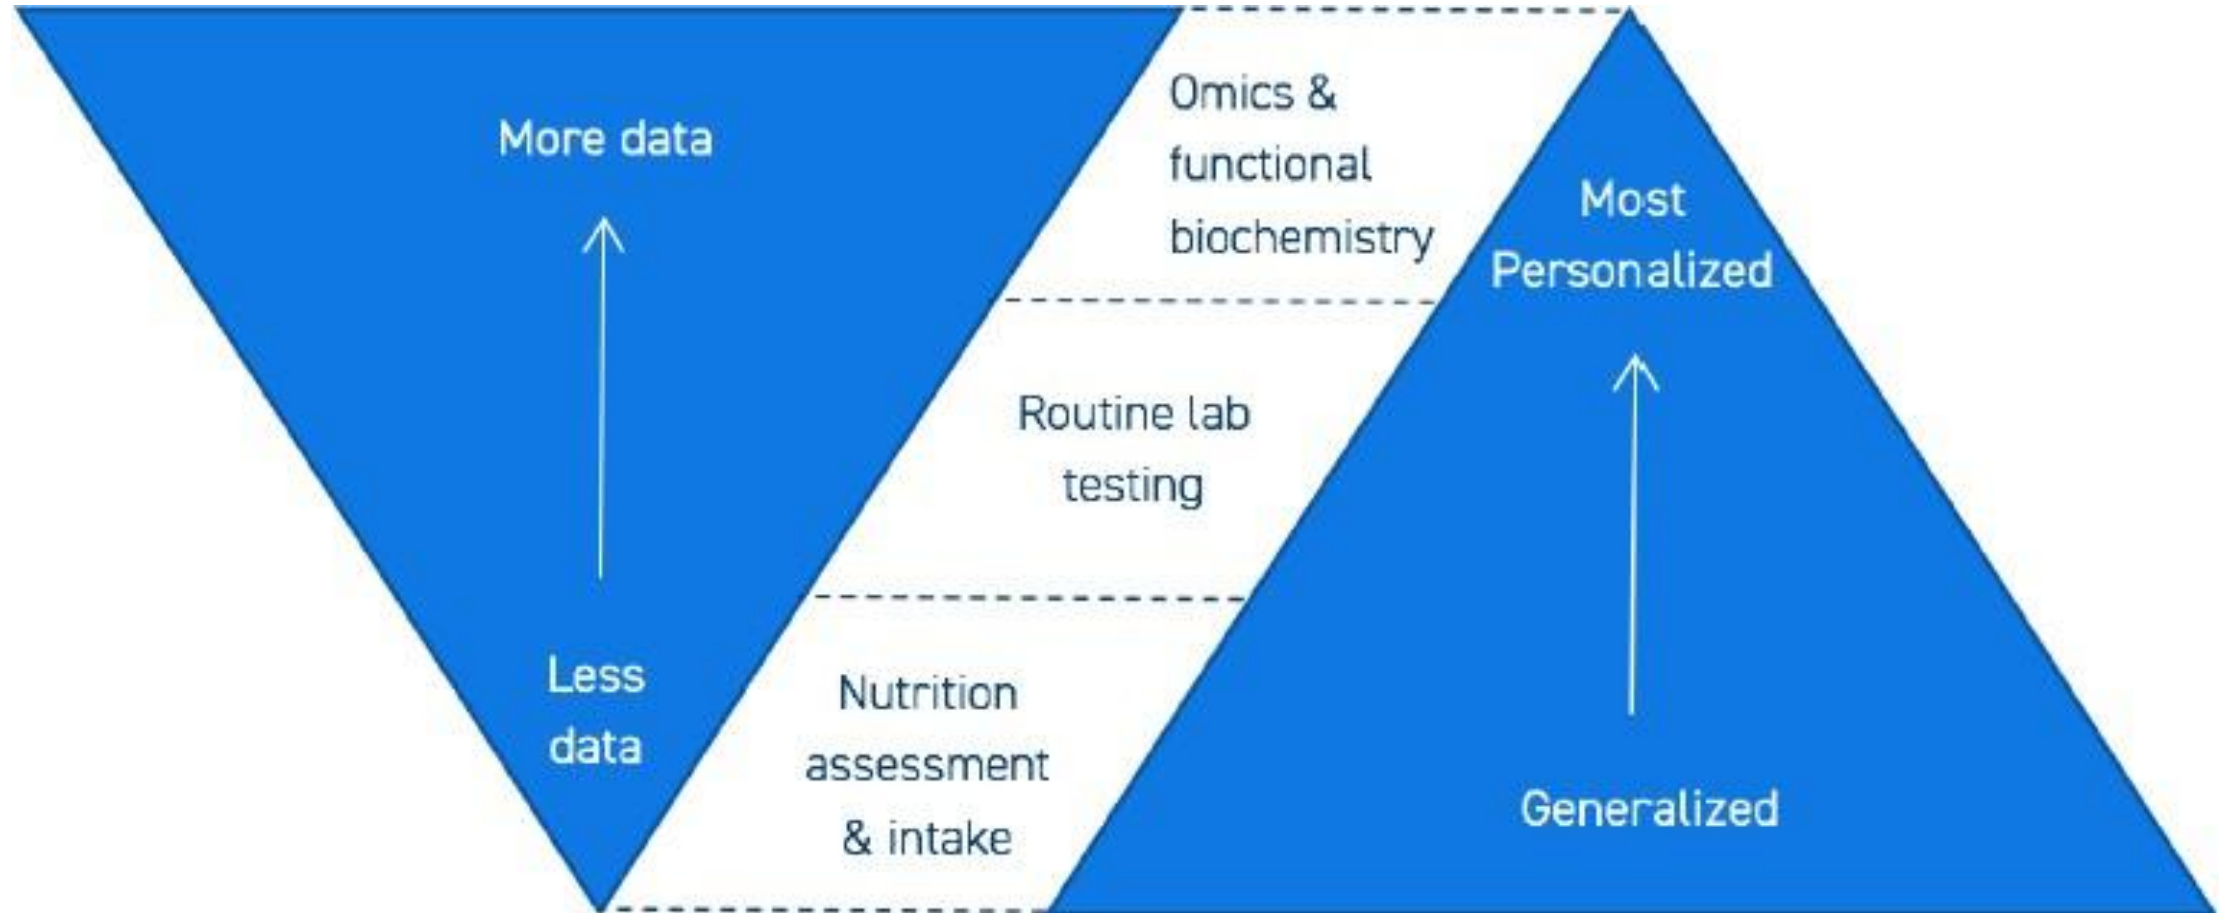 More data
Less
data
Omics &
functional
biochemistry
Routine lab
testing
Nutrition
assessment
& intake
Most
Personalized
Generalized